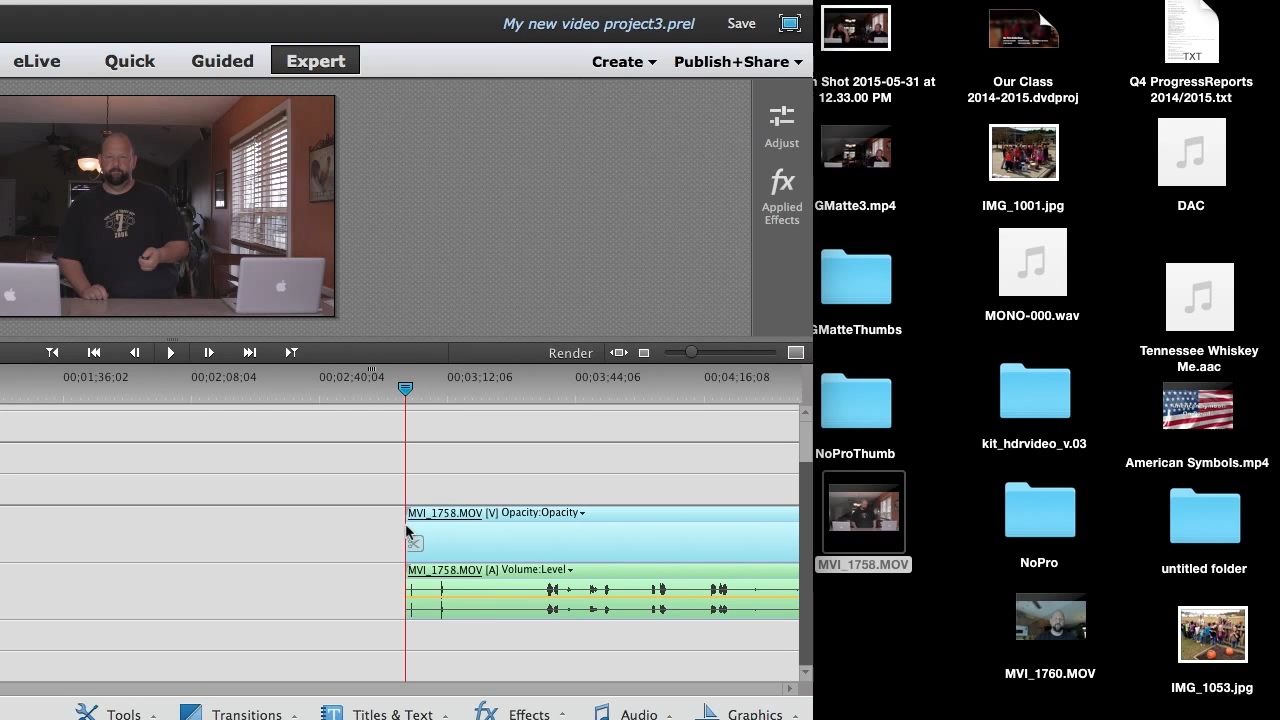 My new video project3.prel
Save
eLive
Quick
Guided
Expert
Create
Publish+Share
Adjust
fx
Applied
Effects
Render
00;01;36;02
00;02;08;04
00;02;40;04
00;03;12;06
00;03;44;06
00;04;16;08
MVI_1758.MOV [V] Opacity:Opacity
MVI_1758.MOV [A] Volume:Level
Tools
Transitions
T
Titles & Text
fx
Effects
Audio
Graphics
n Shot 2015-05-31 at
12.33.00 PM
Our Class
2014-2015.dvdproj
TXT
Q4 ProgressReports
2014/2015.txt
GMatte3.mp4
IMG_1001.jpg
DAC
GMatteThumbs
MONO-000.wav
Tennessee Whiskey
Me.aac
NoProThumb
kit_hdrvideo_v.03
American Symbols.mp4
MVI_1758.MOV
NoPro
untitled folder
MVI_1760.MOV
IMG_1053.jpg